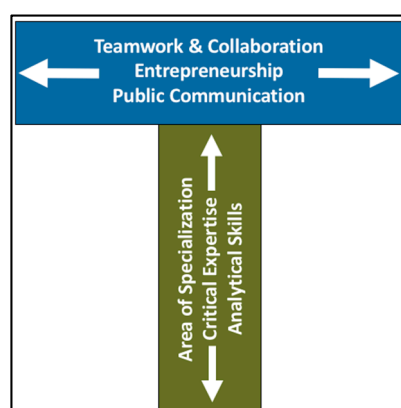 Teamwork & Collaboration
Entrepreneurship
Public Communication
Area of Specialization
Critical Expertise
Analytical Skills